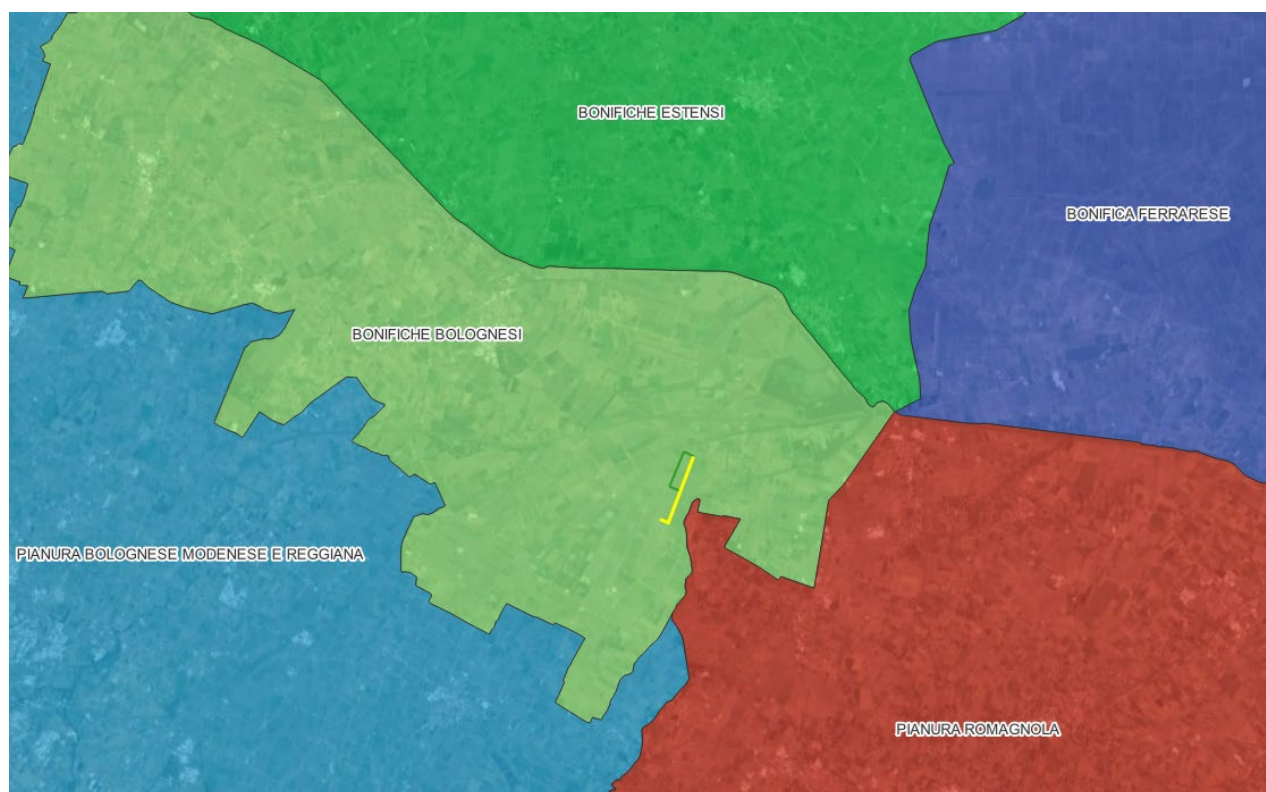 BONIFICHE ESTENSI
BONIFICA FERRARESE
BONIFICHE BOLOGNESI
PIANURA BOLOGNESE MODENESE E REGGIANA
PIANURA ROMAGNOLA